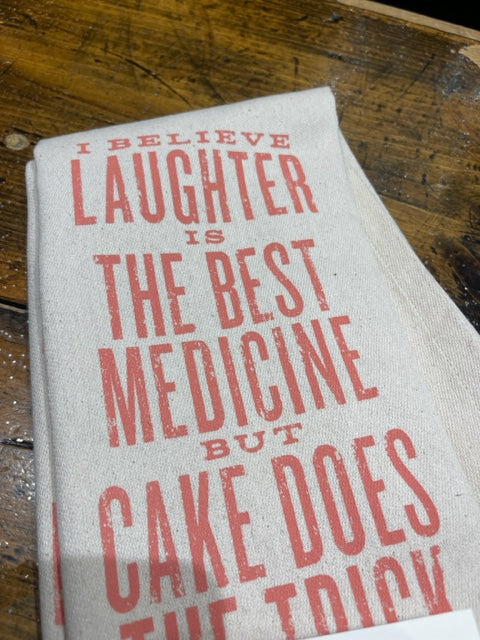 I BELIEVE
LAUGHTER
IS
THE BEST
MEDICINE
BUT
CAKE DOES
THE TRICK